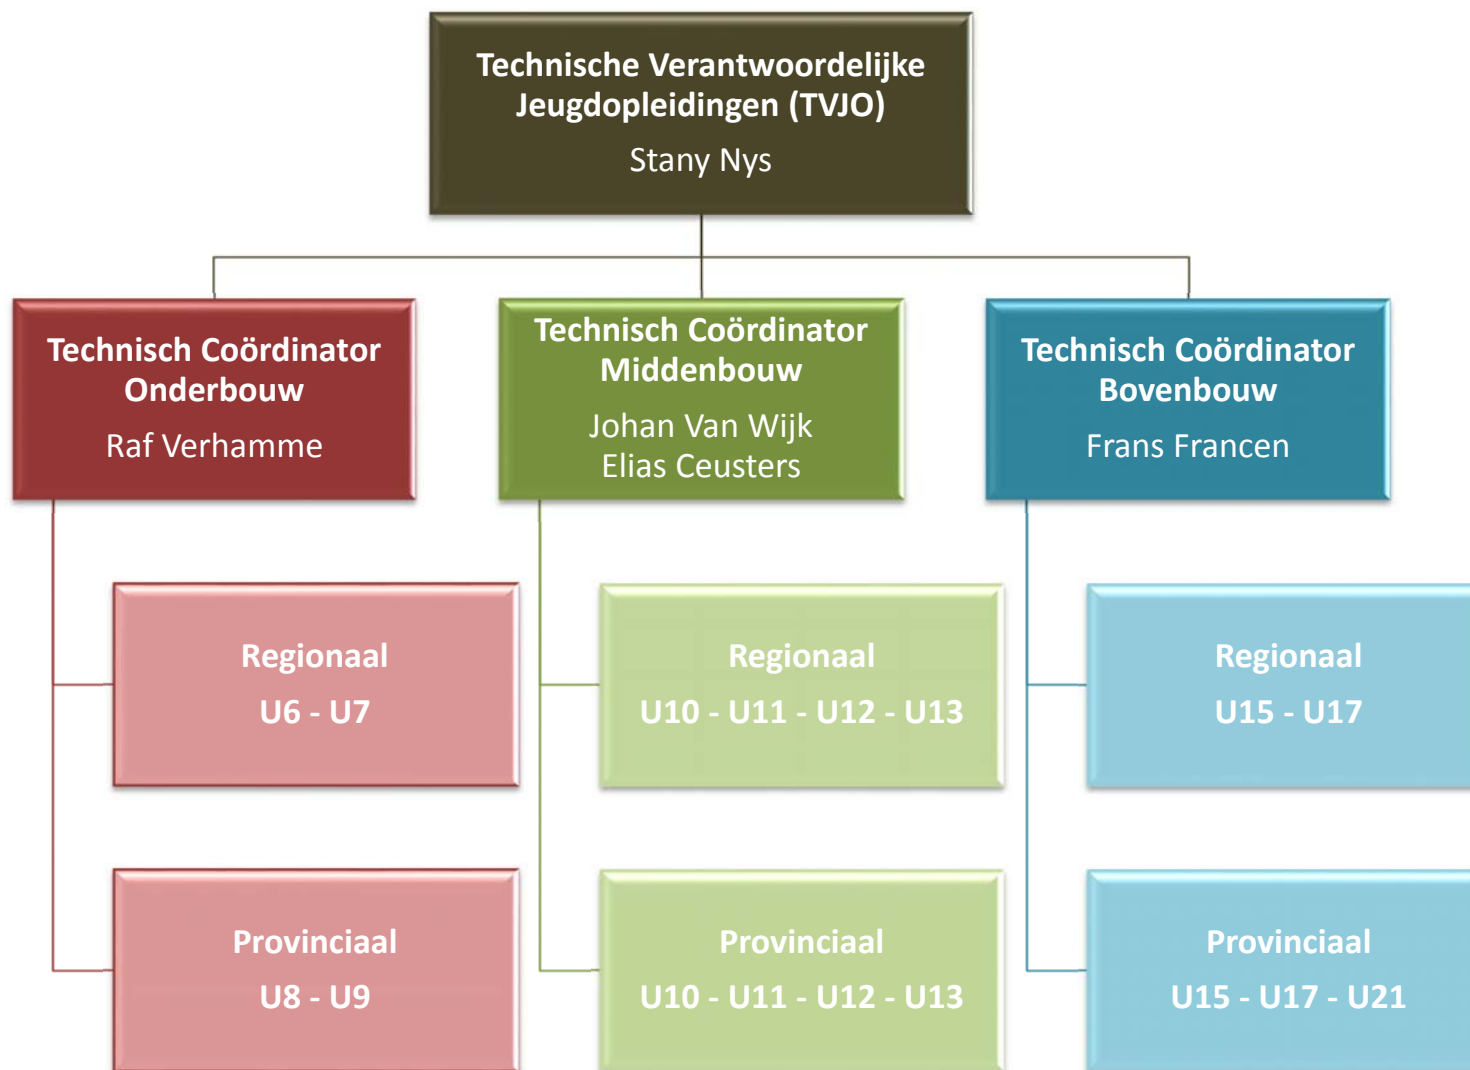 Technische Verantwoordelijke
Jeugdopleidingen (TVJO)
Stany Nys
Technisch Coördinator
Onderbouw
Raf Verhamme
Technisch Coördinator
Middenbouw
Johan Van Wijk
Elias Ceusters
Technisch Coördinator
Bovenbouw
Frans Francen
Regionaal
U6 - U7
Regionaal
U10 - U11 - U12 - U13
Regionaal
U15 - U17
Provinciaal
U8 - U9
Provinciaal
U10 - U11 - U12 - U13
Provinciaal
U15 - U17 - U21